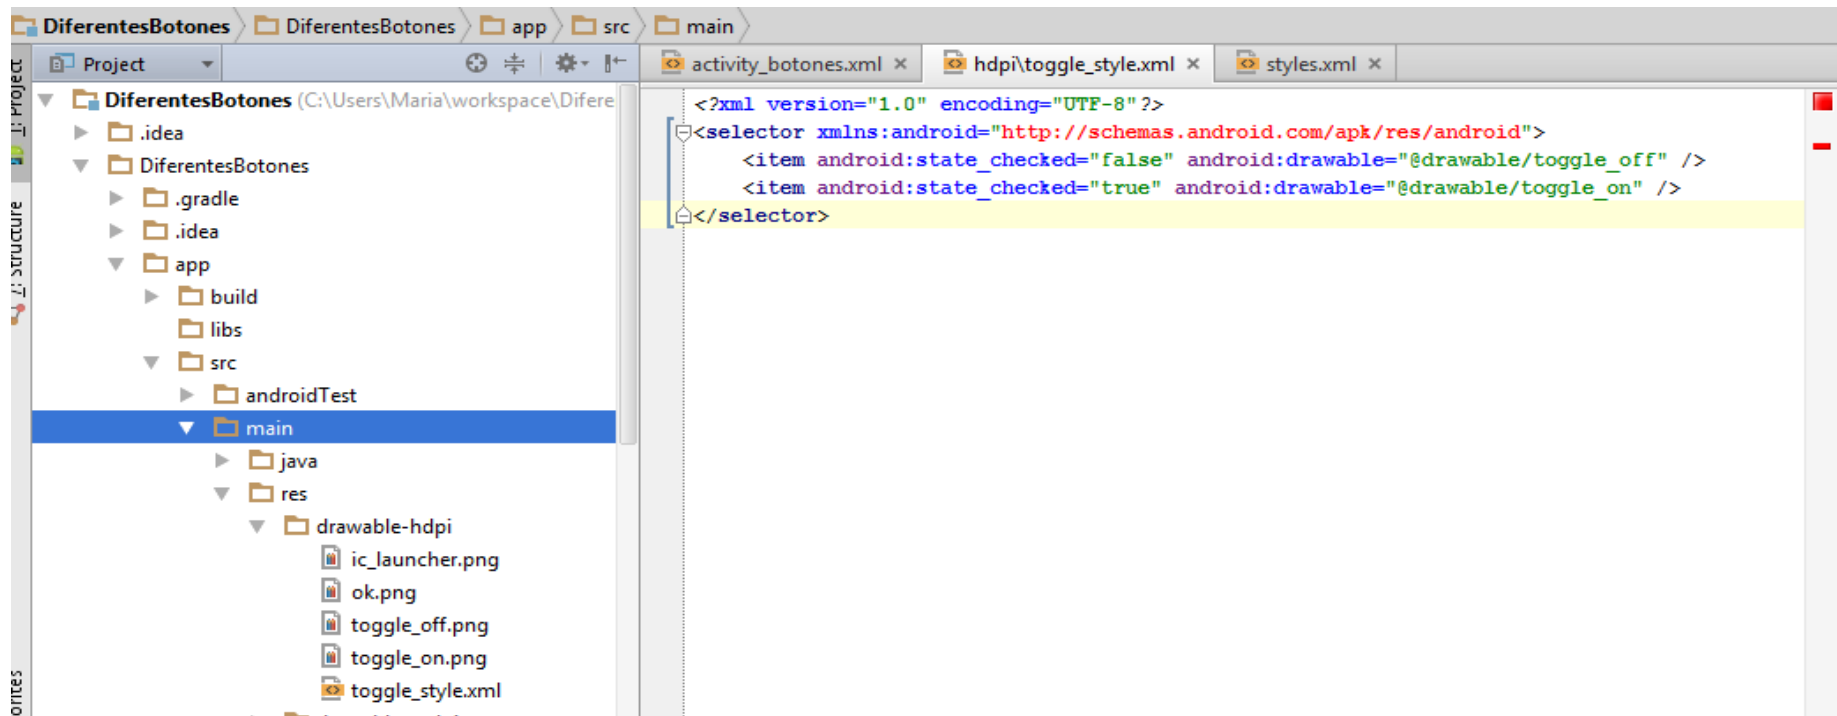 DiferentesBotones DiferentesBotones app src main
Project
activity_botones.xml
hdpi\toggle_style.xml
styles.xml
1: Project
7: Structure
DiferentesBotones (C:\Users\Maria\workspace\Difere
.idea
DiferentesBotones
.gradle
.idea
app
build
libs
src
androidTest
main
java
res
drawable-hdpi
ic_launcher.png
ok.png
toggle_off.png
toggle_on.png
toggle_style.xml
<?xml version="1.0" encoding="UTF-8"?>
<selector xmlns:android="http://schemas.android.com/apk/res/android">
<item android:state_checked="false" android:drawable="@drawable/toggle_off" />
<item android:state_checked="true" android:drawable="@drawable/toggle_on" />
</selector>